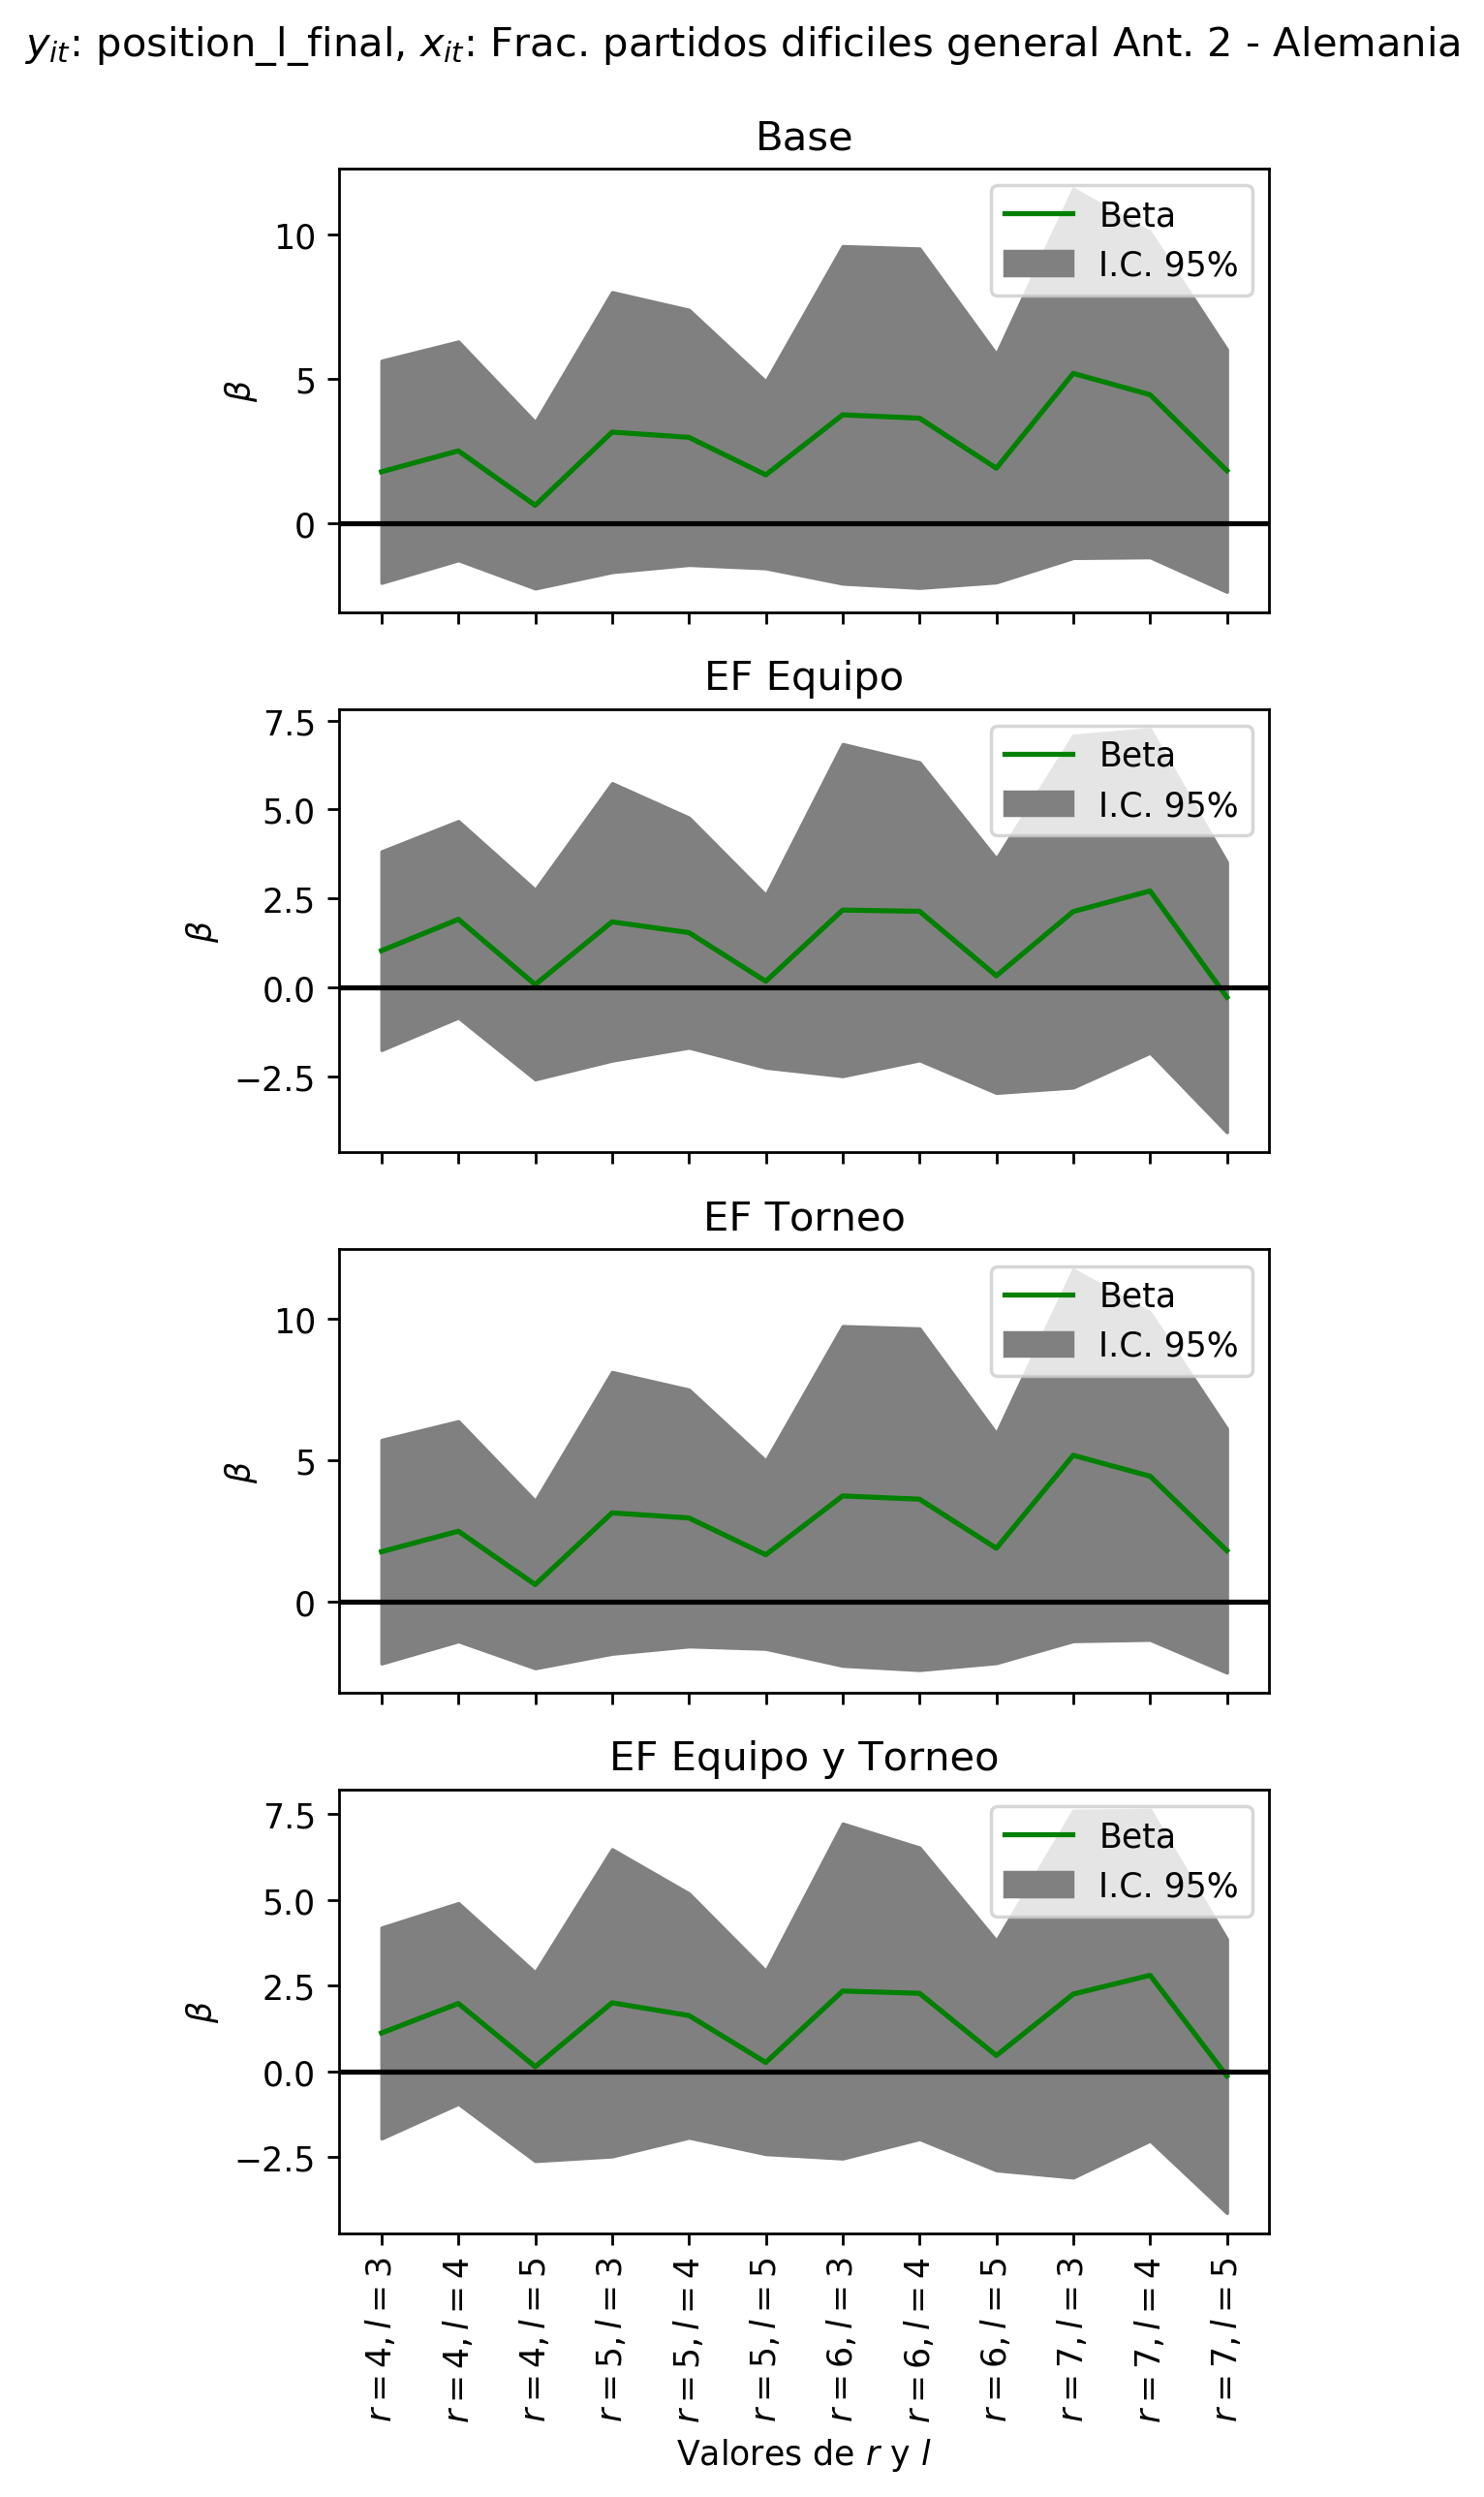 y_{it}: position_l_final, x_{it}: Frac. partidos dificiles general Ant. 2 - Alemania
Base
10
5
0
β
Beta
I.C. 95%
EF Equipo
7.5
5.0
2.5
0.0
−2.5
β
Beta
I.C. 95%
EF Torneo
10
5
0
β
Beta
I.C. 95%
EF Equipo y Torneo
7.5
5.0
2.5
0.0
−2.5
β
Beta
I.C. 95%
r = 4, l = 3
r = 4, l = 4
r = 4, l = 5
r = 5, l = 3
r = 5, l = 4
r = 5, l = 5
r = 6, l = 3
r = 6, l = 4
r = 6, l = 5
r = 7, l = 3
r = 7, l = 4
r = 7, l = 5
Valores de r y l